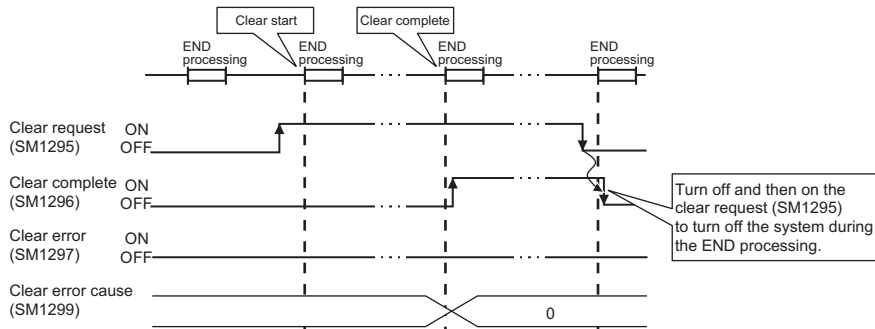 Clear start
Clear complete
END
processing
END
processing
END
processing
END
processing
Clear request
(SM1295)
ON
OFF
Clear complete
(SM1296)
ON
OFF
Turn off and then on the
clear request (SM1295)
to turn off the system during
the END processing.
Clear error
(SM1297)
ON
OFF
Clear error cause
(SM1299)
0